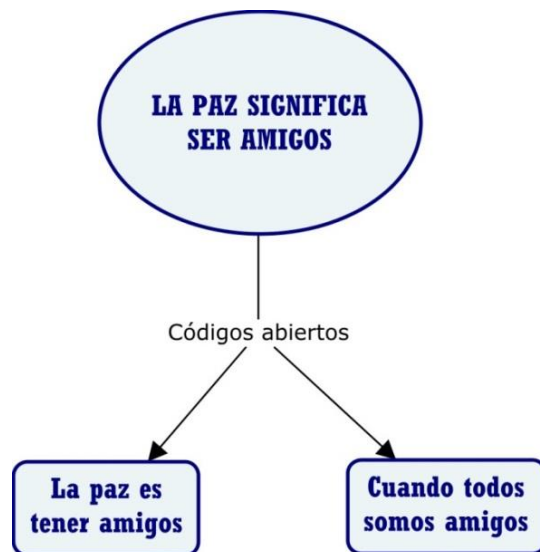 LA PAZ SIGNIFICA
SER AMIGOS
Códigos abiertos
La paz es
tener amigos
Cuando todos
somos amigos